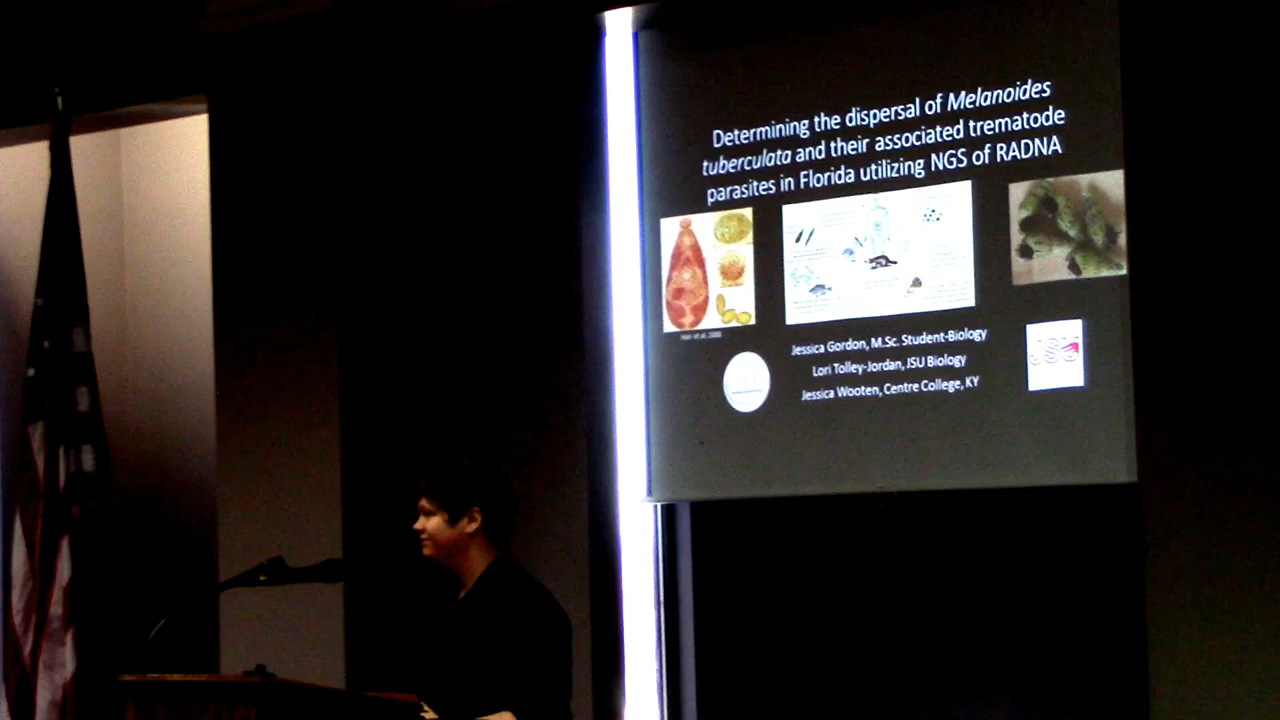 Determining the dispersal of Melanoides
tuberculata and their associated trematode
parasites in Florida utilizing NGS of RADNA
Jessica Gordon, M.Sc. Student-Biology
Lori Tolley-Jordan, JSU Biology
Jessica Wooten, Centre College, KY
JSU